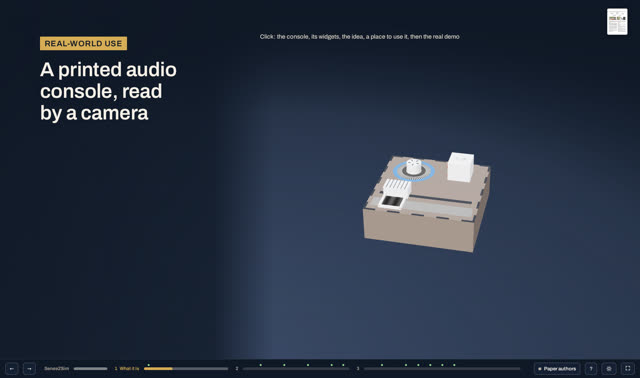 Click: the console, its widgets, the idea, a place to use it, then the real demo
REAL-WORLD USE
A printed audio
console, read
by a camera
← → Sense2Slint 1 What it is 2 3 Paper authors ?